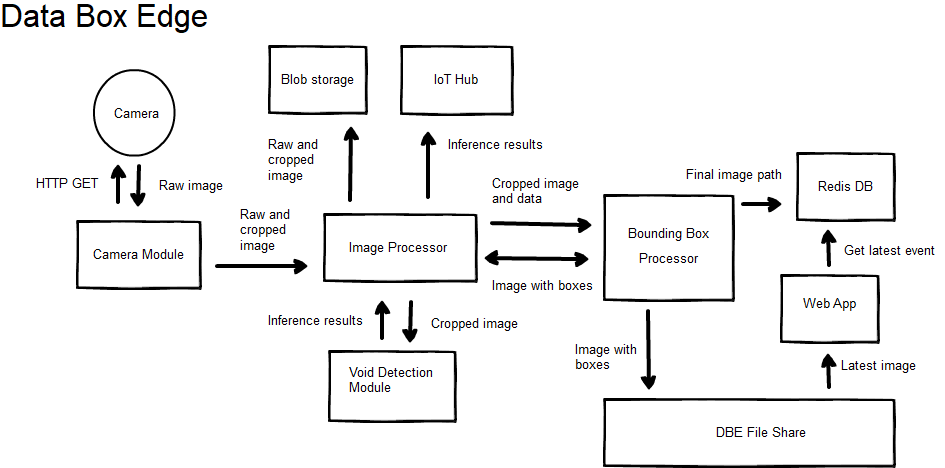 Data Box Edge
Blob storage
IoT Hub
Camera
Raw and
cropped
image
Inference results
HTTP GET
Raw image
Cropped image
and data
Final image path
Redis DB
Raw and
cropped
image
Camera Module
Image Processor
Bounding Box
Processor
Get latest event
Image with boxes
Web App
Inference results
Cropped image
Image with
boxes
Latest image
Void Detection
Module
DBE File Share